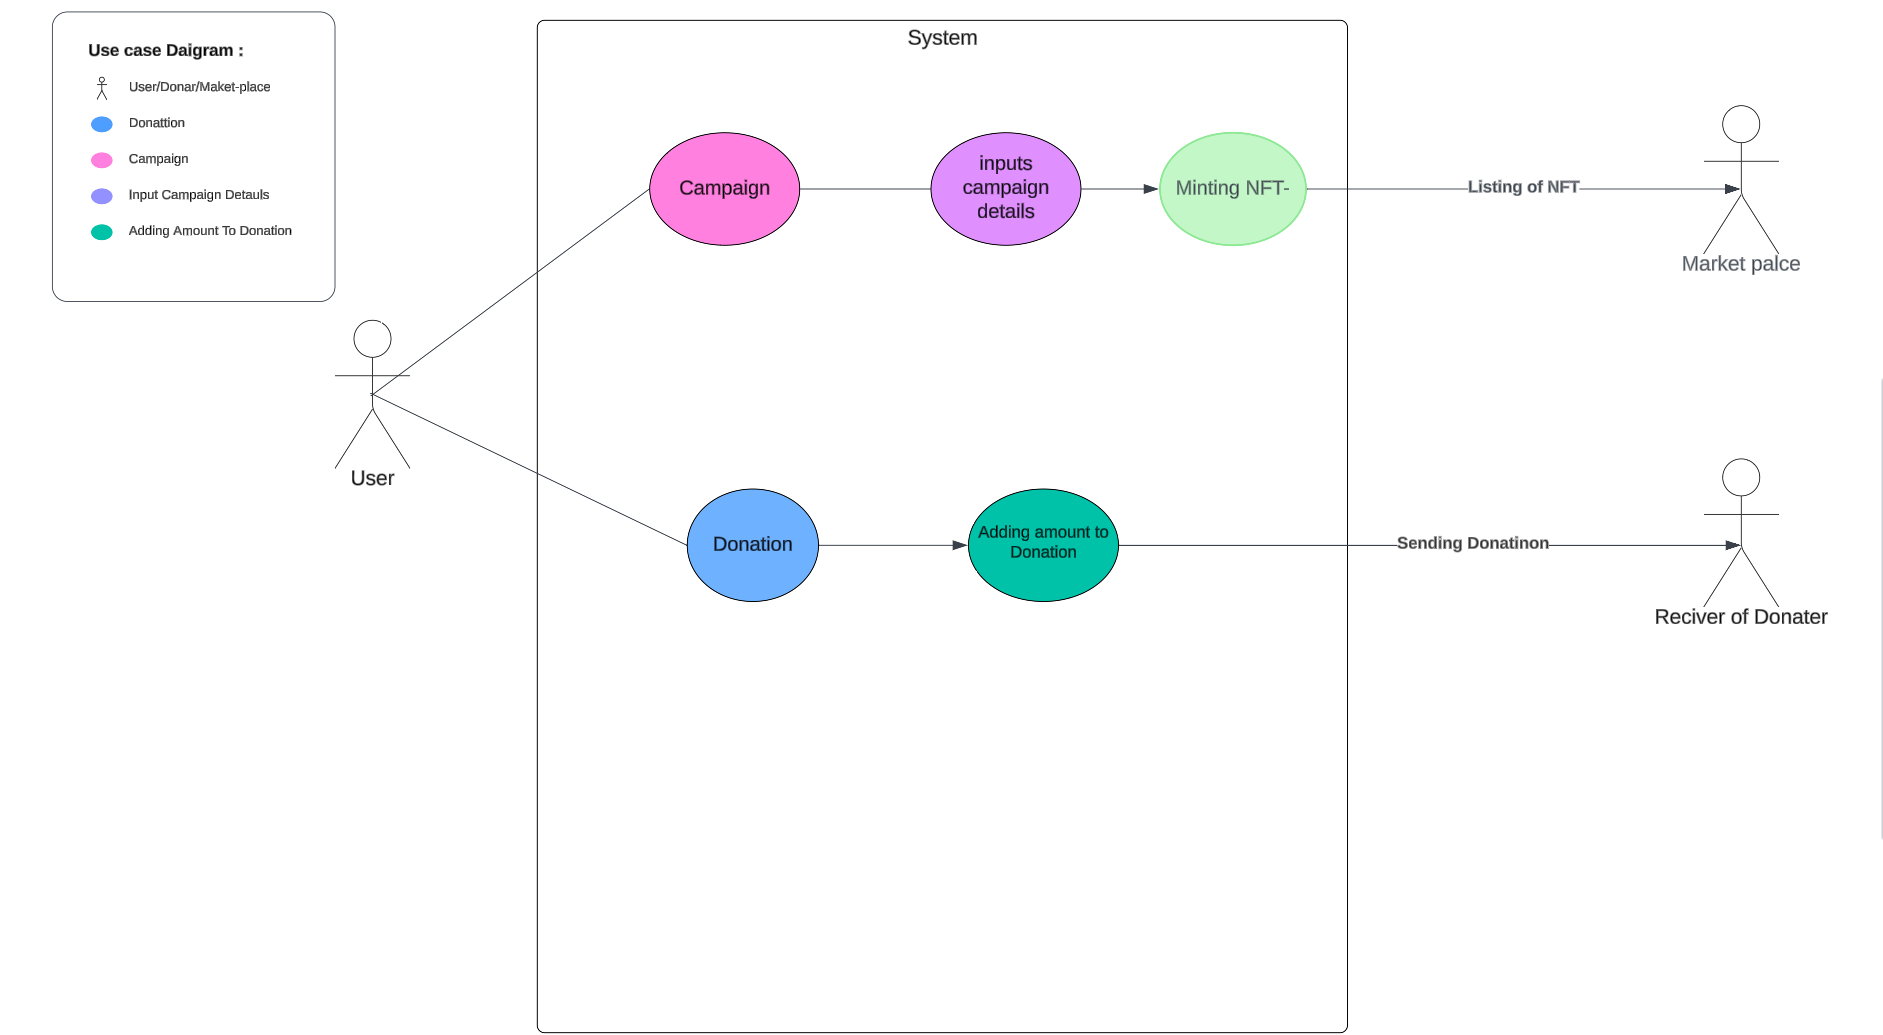 Use case Daigram :
User/Donar/Maket-place
Donattion
Campaign
Input Campaign Detauls
Adding Amount To Donation
System
Campaign
inputs
campaign
details
Minting NFT-
Listing of NFT
Market palce
User
Donation
Adding amount to
Donation
Sending Donatinon
Reciver of Donater